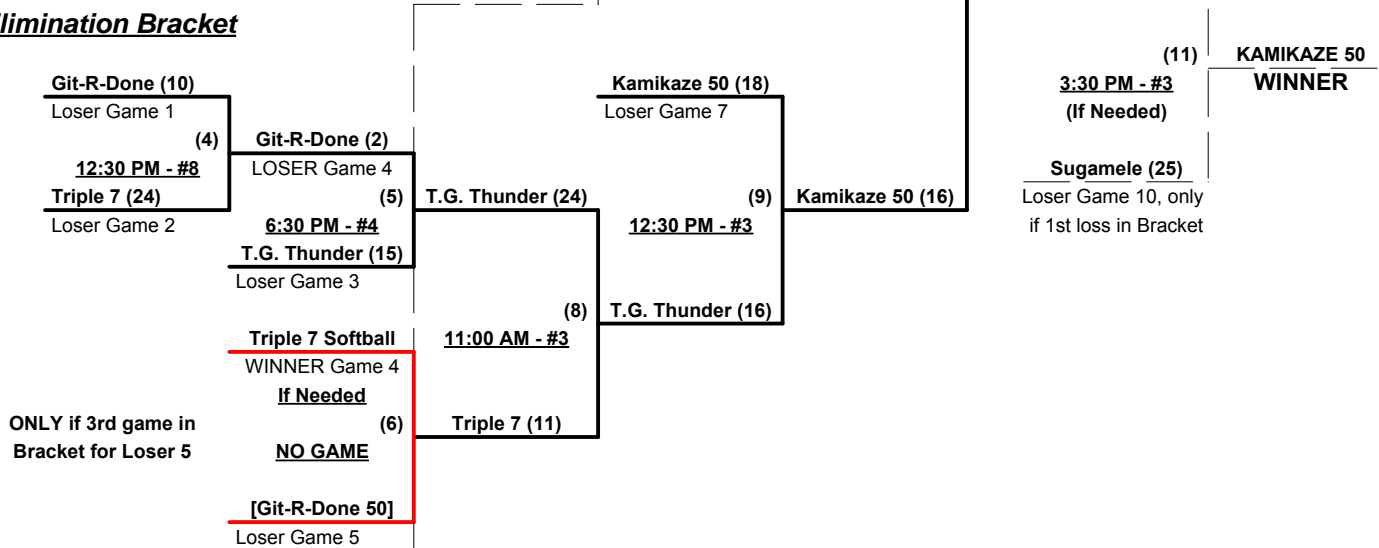 llimination Bracket
Git-R-Done (10)
Loser Game 1
(4)
12:30 PM - #8
Triple 7 (24)
Loser Game 2
Git-R-Done (2)
LOSER Game 4
(5)
6:30 PM - #4
T.G. Thunder (15)
Loser Game 3
Triple 7 Softball
WINNER Game 4
If Needed
(6)
NO GAME
ONLY if 3rd game in
Bracket for Loser 5
[Git-R-Done 50]
Loser Game 5
T.G. Thunder (24)
(8)
11:00 AM - #3
Triple 7 (11)
Kamikaze 50 (18)
Loser Game 7
(9)
12:30 PM - #3
T.G. Thunder (16)
Kamikaze 50 (16)
(11)
3:30 PM - #3
(If Needed)
Sugamele (25)
Loser Game 10, only
if 1st loss in Bracket
KAMIKAZE 50
WINNER